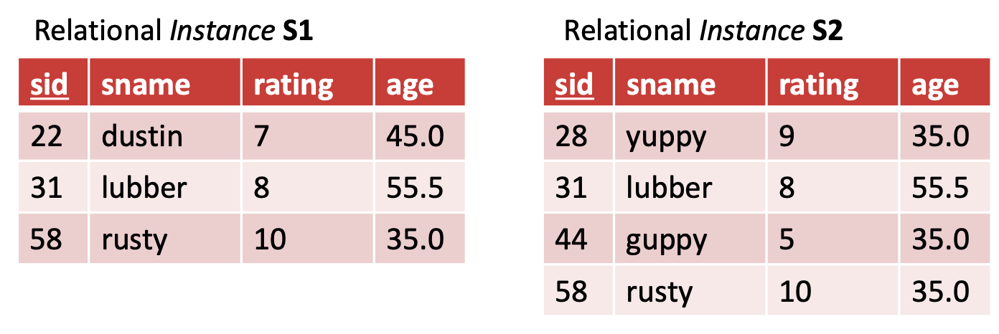 Relational Instance S1
sid sname rating age
22 dustin 7 45.0
31 lubber 8 55.5
58 rusty 10 35.0
Relational Instance S2
sid sname rating age
28 yuppy 9 35.0
31 lubber 8 55.5
44 guppy 5 35.0
58 rusty 10 35.0